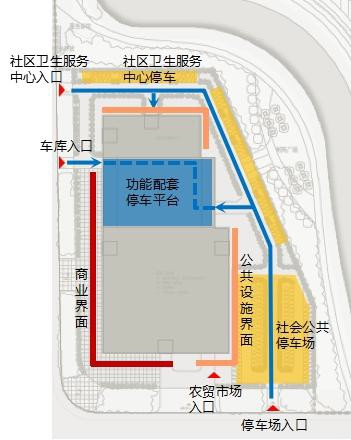 社区卫生服务
中心入口
社区卫生服务
中心停车
车库入口
功能配套
停车平台
商业界面
公共设施界面
社会公共
停车场
农贸市场
入口
停车场入口